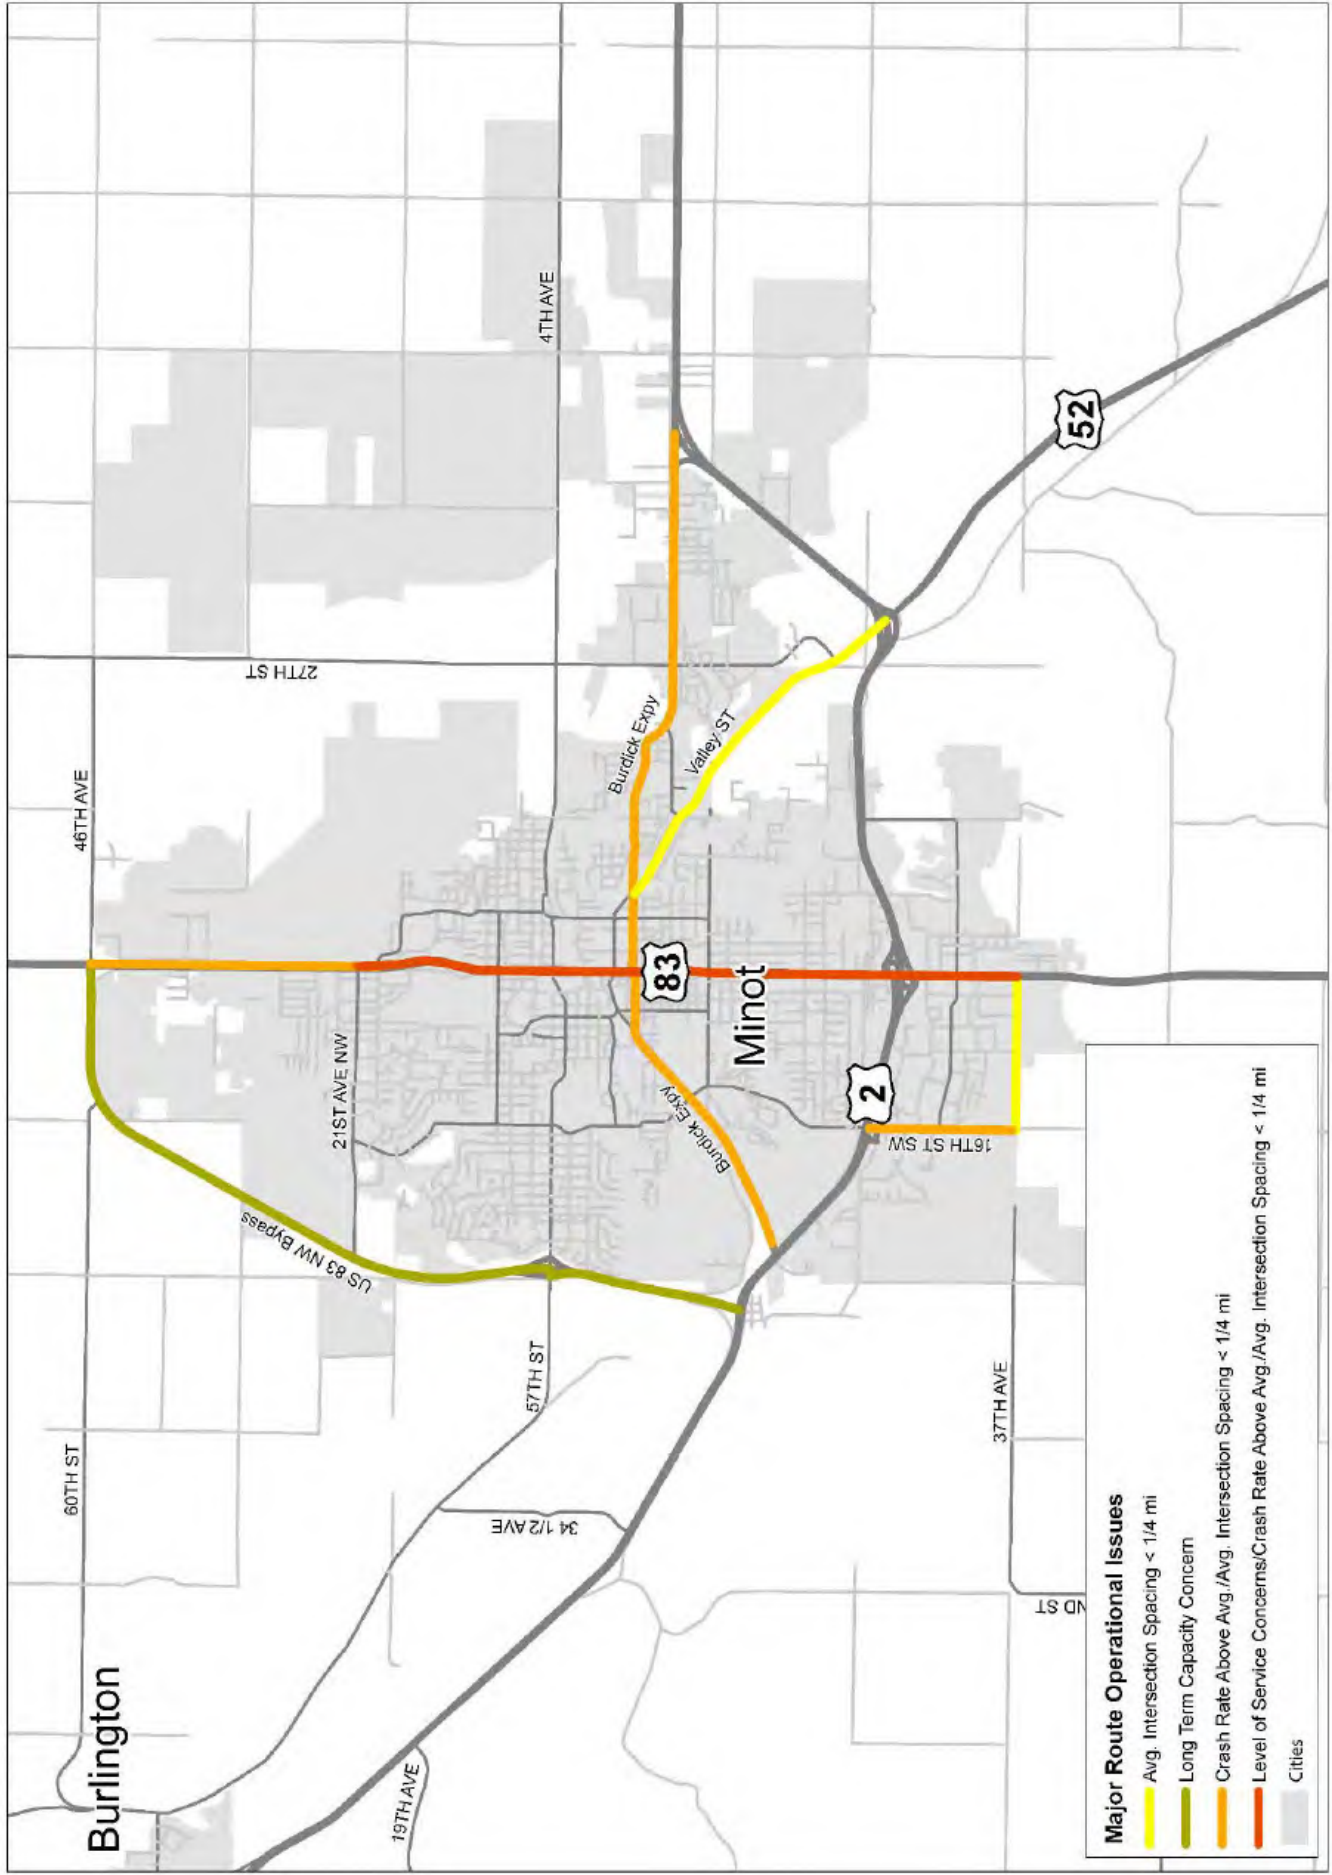 Burlington
60TH ST
46TH AVE
19TH AVE
34 1/2 AVE
57TH ST
US 83 NW Bypass
21ST AVE NW
27TH ST
4TH AVE
Burdick Expy
Burdick Expy
Valley ST
83
Minot
2
16TH ST SW
52
37TH AVE
ND ST
Major Route Operational Issues
Avg. Intersection Spacing < 1/4 mi
Long Term Capacity Concern
Crash Rate Above Avg./Avg. Intersection Spacing < 1/4 mi
Level of Service Concerns/Crash Rate Above Avg./Avg. Intersection Spacing < 1/4 mi
Cities